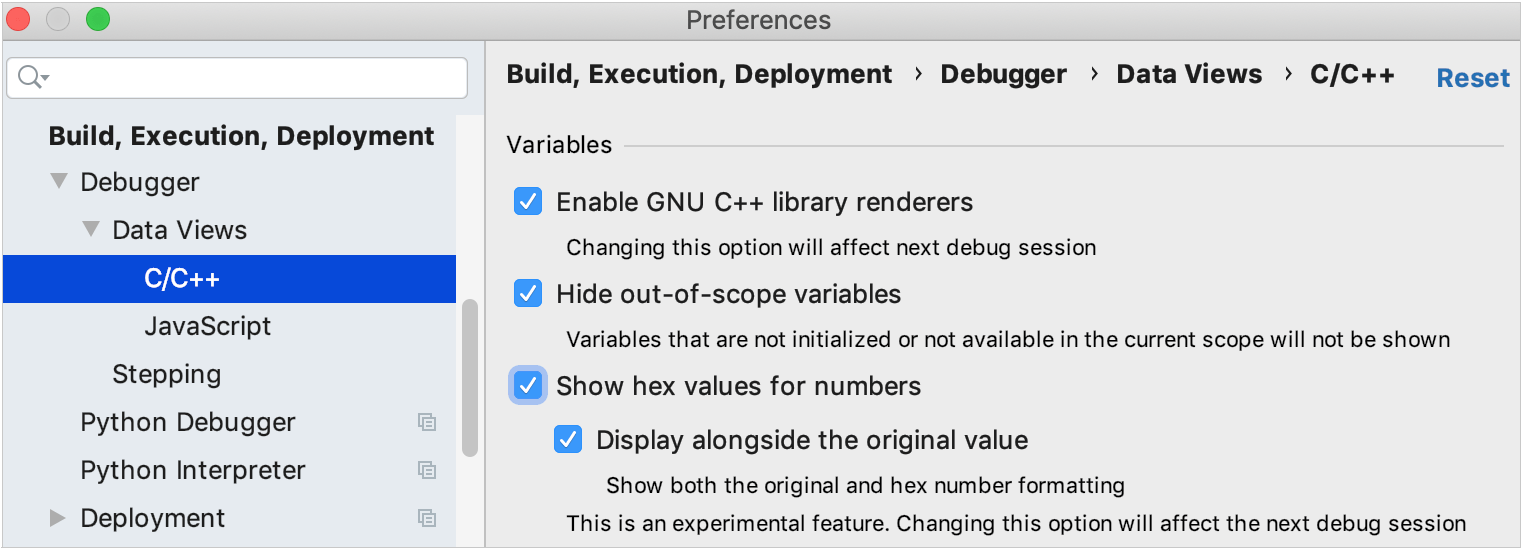 Preferences
Build, Execution, Deployment
Debugger
Data Views
C/C++
JavaScript
Stepping
Python Debugger
Python Interpreter
Deployment
Build, Execution, Deployment › Debugger › Data Views › C/C++
Reset
Variables
Enable GNU C++ library renderers
Changing this option will affect next debug session
Hide out-of-scope variables
Variables that are not initialized or not available in the current scope will not be shown
Show hex values for numbers
Display alongside the original value
Show both the original and hex number formatting
This is an experimental feature. Changing this option will affect the next debug session